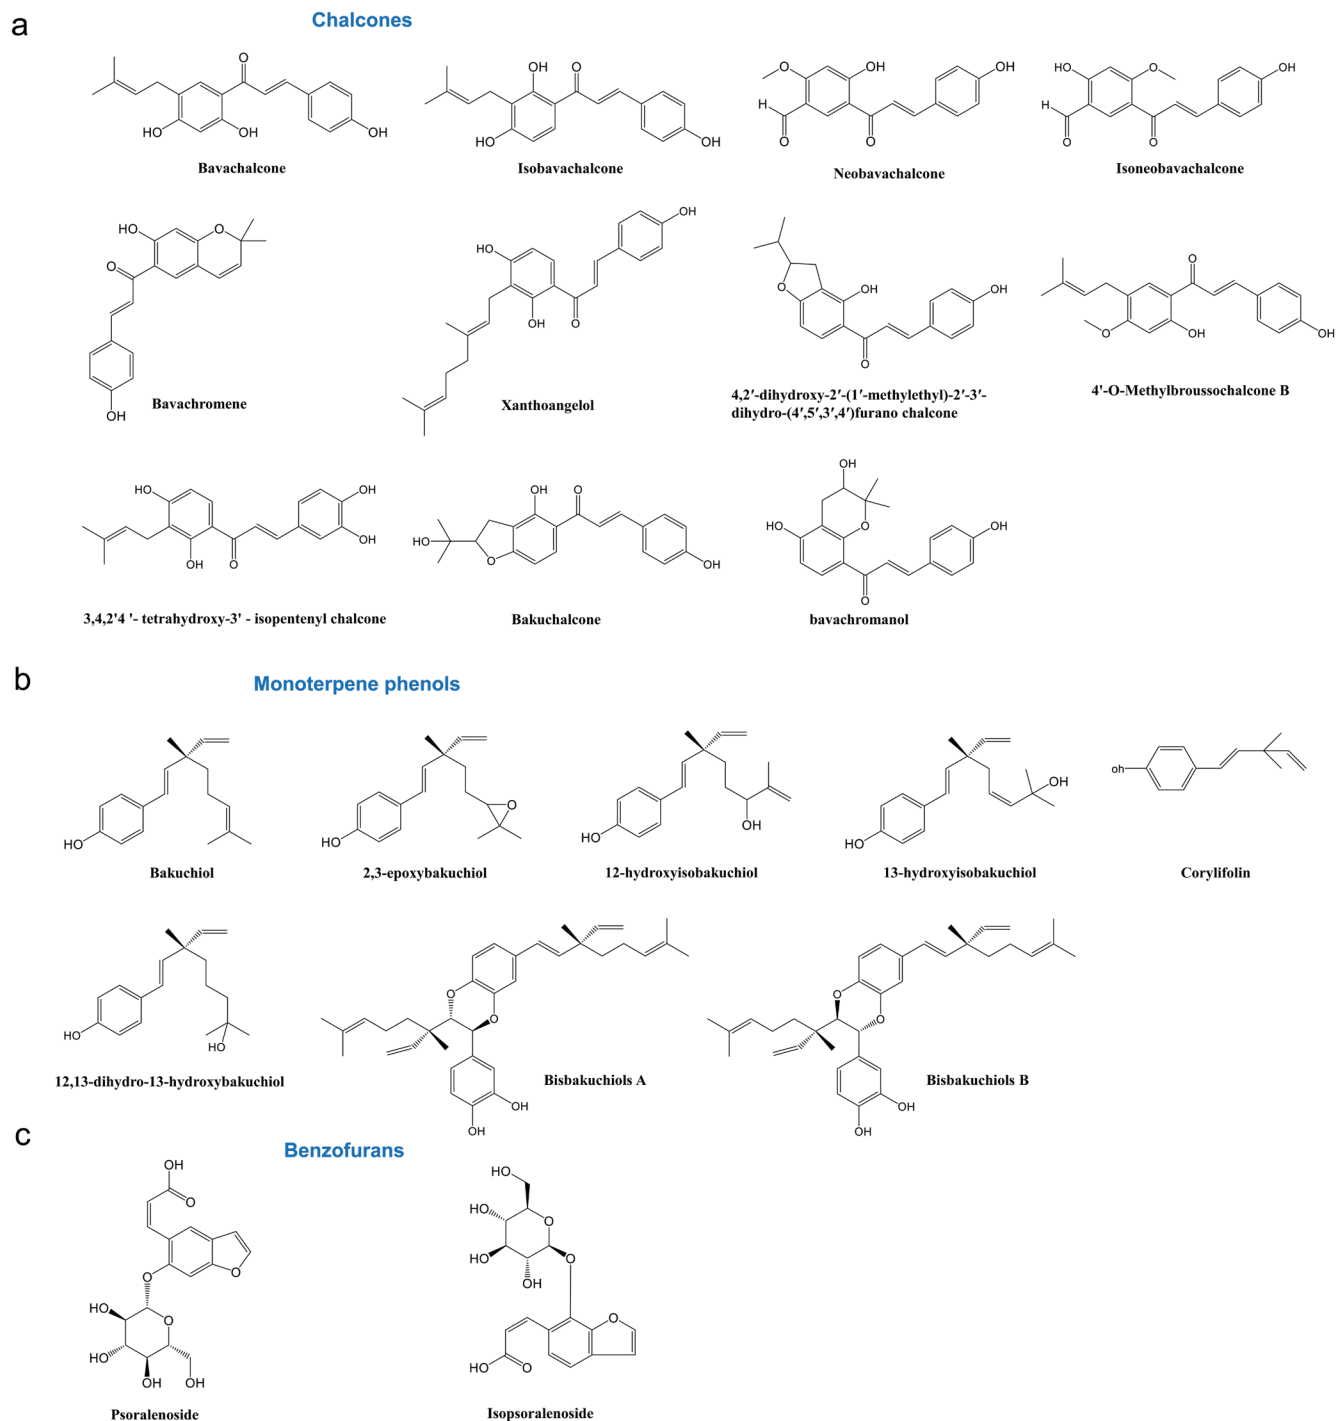 a
Chalcones
O
HO
OH
OH
Bavachalcone
OH
O
HO
OH
Isobavachalcone
O
OH
OH
H
O
O
Neobavachalcone
HO
O
OH
H
O
O
Isoneobavachalcone
HO
O
O
OH
Bavachromene
OH
HO
OH
O
Xanthoangelol
O
OH
OH
O
4,2′-dihydroxy-2′-(1′-methylethyl)-2′-3′-
dihydro-(4′,5′,3′,4′)furano chalcone
O
O
OH
OH
4'-O-Methylbroussochalcone B
HO
OH
OH
OH
O
3,4,2'4 '- tetrahydroxy-3' - isopentenyl chalcone
OH
O
HO
O
OH
Bakuchalcone
OH
HO
O
OH
O
bavachromanol
b
Monoterpene phenols
HO
Bakuchiol
O
HO
2,3-epoxybakuchiol
HO
OH
12-hydroxyisobakuchiol
OH
HO
13-hydroxyisobakuchiol
oh
Corylifolin
HO
HO
12,13-dihydro-13-hydroxybakuchiol
O
O
OH
OH
Bisbakuchiols A
O
O
OH
OH
Bisbakuchiols B
c
Benzofurans
OH
O
O
O
HO
O
HO
OH
OH
Psoralenoside
HO
HO
O
HO
O
OH
O
HO
O
Isopsoralenoside